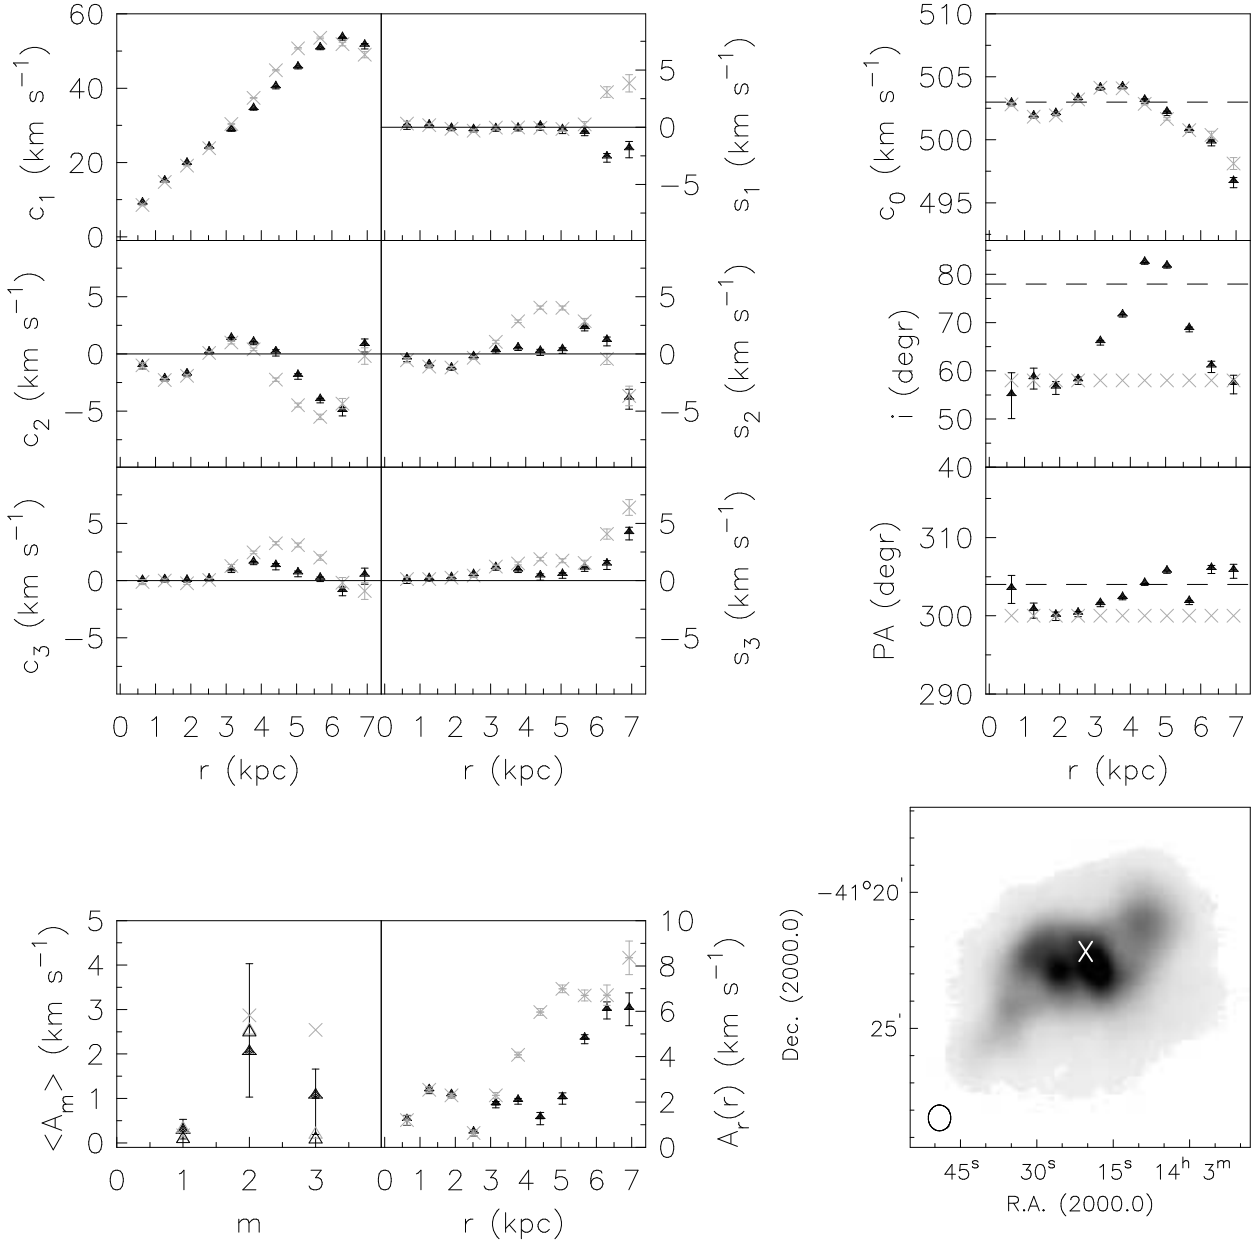 60
40
20
0
c₁ (km s⁻¹)
5
0
−5
s₁ (km s⁻¹)
510
505
500
495
c₀ (km s⁻¹)
5
0
−5
c₂ (km s⁻¹)
5
0
−5
s₂ (km s⁻¹)
80
70
60
50
40
i (degr)
5
0
−5
c₃ (km s⁻¹)
5
0
−5
s₃ (km s⁻¹)
310
300
290
PA (degr)
0 1 2 3 4 5 6 7 0 1 2 3 4 5 6 7
r (kpc) r (kpc)
0 1 2 3 4 5 6 7
r (kpc)
5
4
3
2
1
0
<Aₘ> (km s⁻¹)
0 1 2 3
m
10
8
6
4
2
0
Aᵣ(r) (km s⁻¹)
0 1 2 3 4 5 6 7
r (kpc)
−41°20'
25'
Dec. (2000.0)
X
45ˢ 30ˢ 15ˢ 14ʰ 3ᵐ
R.A. (2000.0)